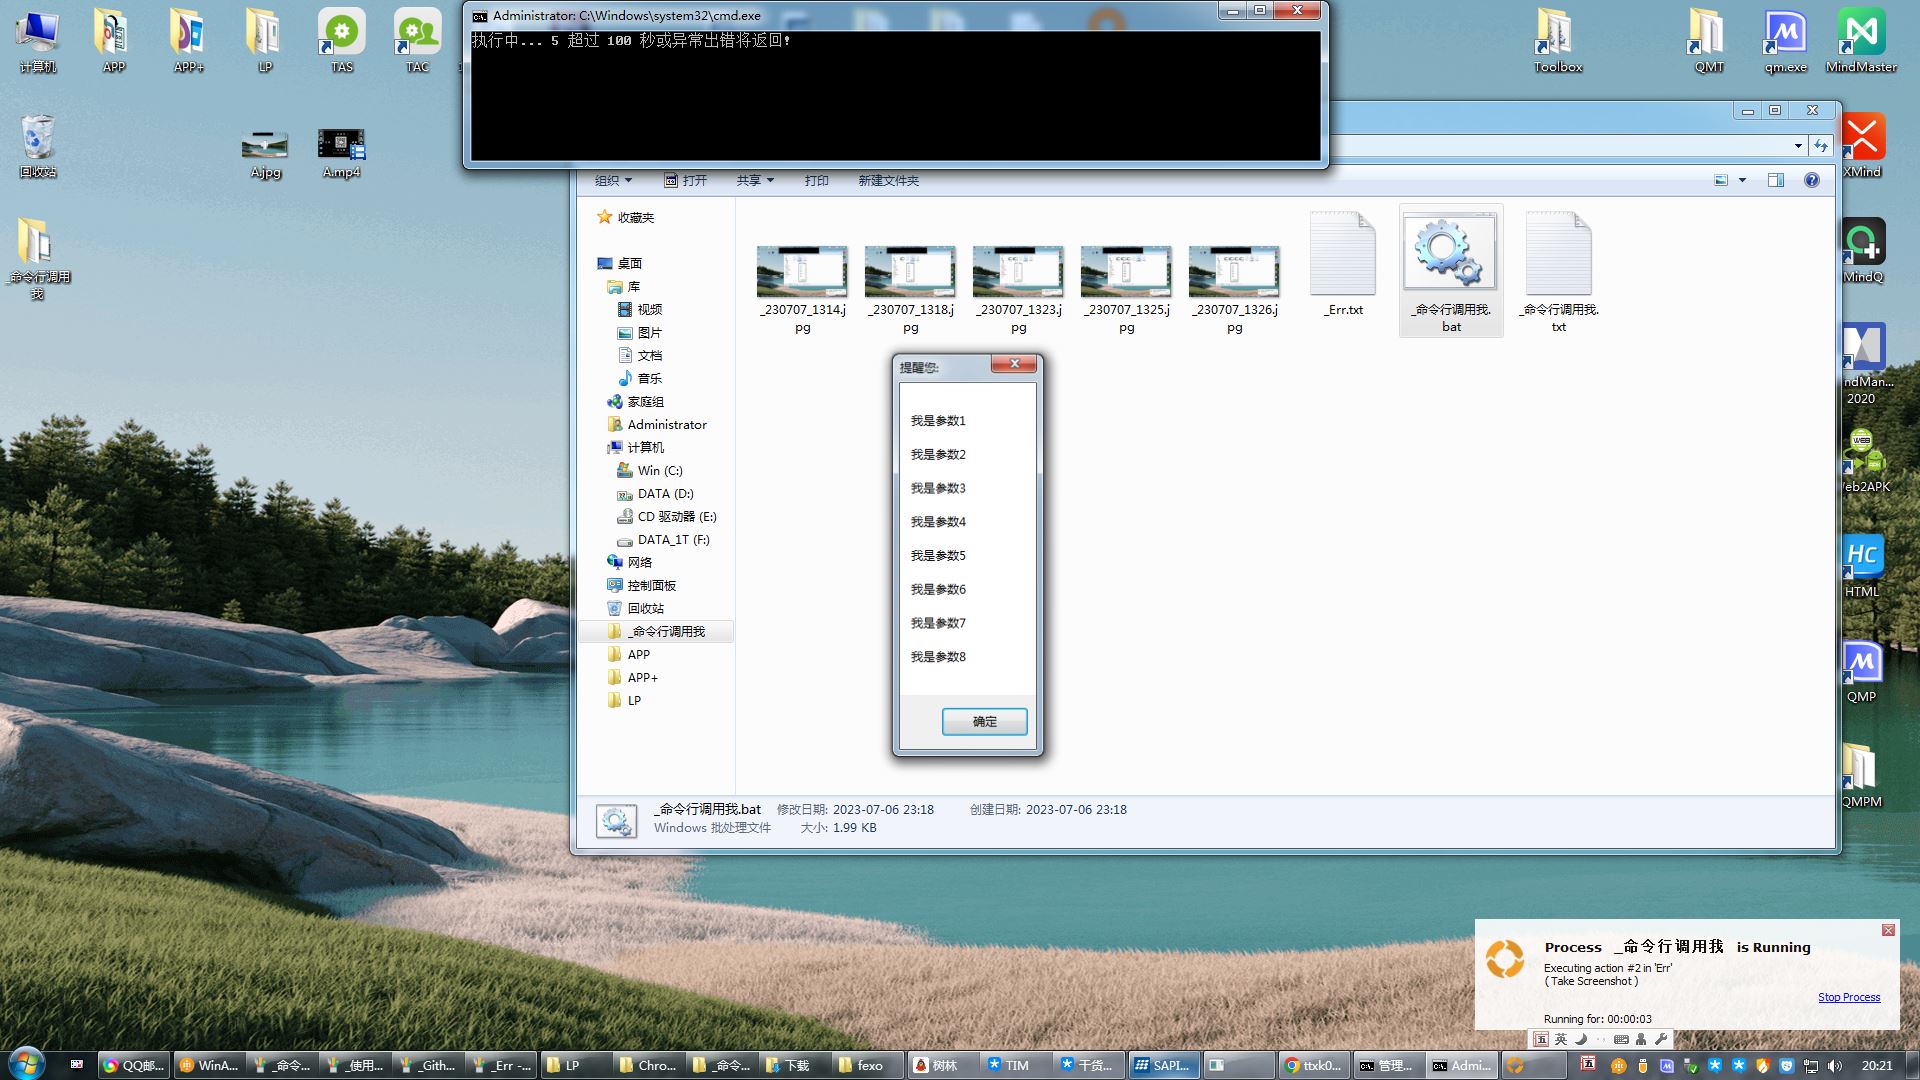 计算机
APP
APP+
LP
TAS
TAC
Administrator: C:\Windows\system32\cmd.exe
执行中... 5 超过 100 秒或异常出错将返回!
Toolbox
QMT
qm.exe
MindMaster
回收站
A.jpg
A.mp4
XMind
_命令行调用
我
MindQ
ndMan...
2020
WEB
eb2APK
HC
HTML
QMP
QMPM
组织
打开
共享
打印
新建文件夹
收藏夹
桌面
库
视频
图片
文档
音乐
家庭组
Administrator
计算机
Win (C:)
DATA (D:)
CD 驱动器 (E:)
DATA_1T (F:)
网络
控制面板
回收站
_命令行调用我
APP
APP+
LP
_230707_1314.j
pg
_230707_1318.j
pg
_230707_1323.j
pg
_230707_1325.j
pg
_230707_1326.j
pg
_Err.txt
_命令行调用我.
bat
_命令行调用我.
txt
提醒您:
我是参数1
我是参数2
我是参数3
我是参数4
我是参数5
我是参数6
我是参数7
我是参数8
确定
_命令行调用我.bat 修改日期: 2023-07-06 23:18 创建日期: 2023-07-06 23:18
Windows 批处理文件 大小: 1.99 KB
Process _命令行调用我 is Running
Executing action #2 in 'Err'
( Take Screenshot )
Stop Process
Running for: 00:00:03
五 英
QQ邮...
WinA...
_命令...
_使用...
_Gith...
_Err -...
LP
Chro...
_命令...
下载
fexo
树林
TIM
干货...
SAPI...
ttxk0...
管理...
Admi...
五
20:21